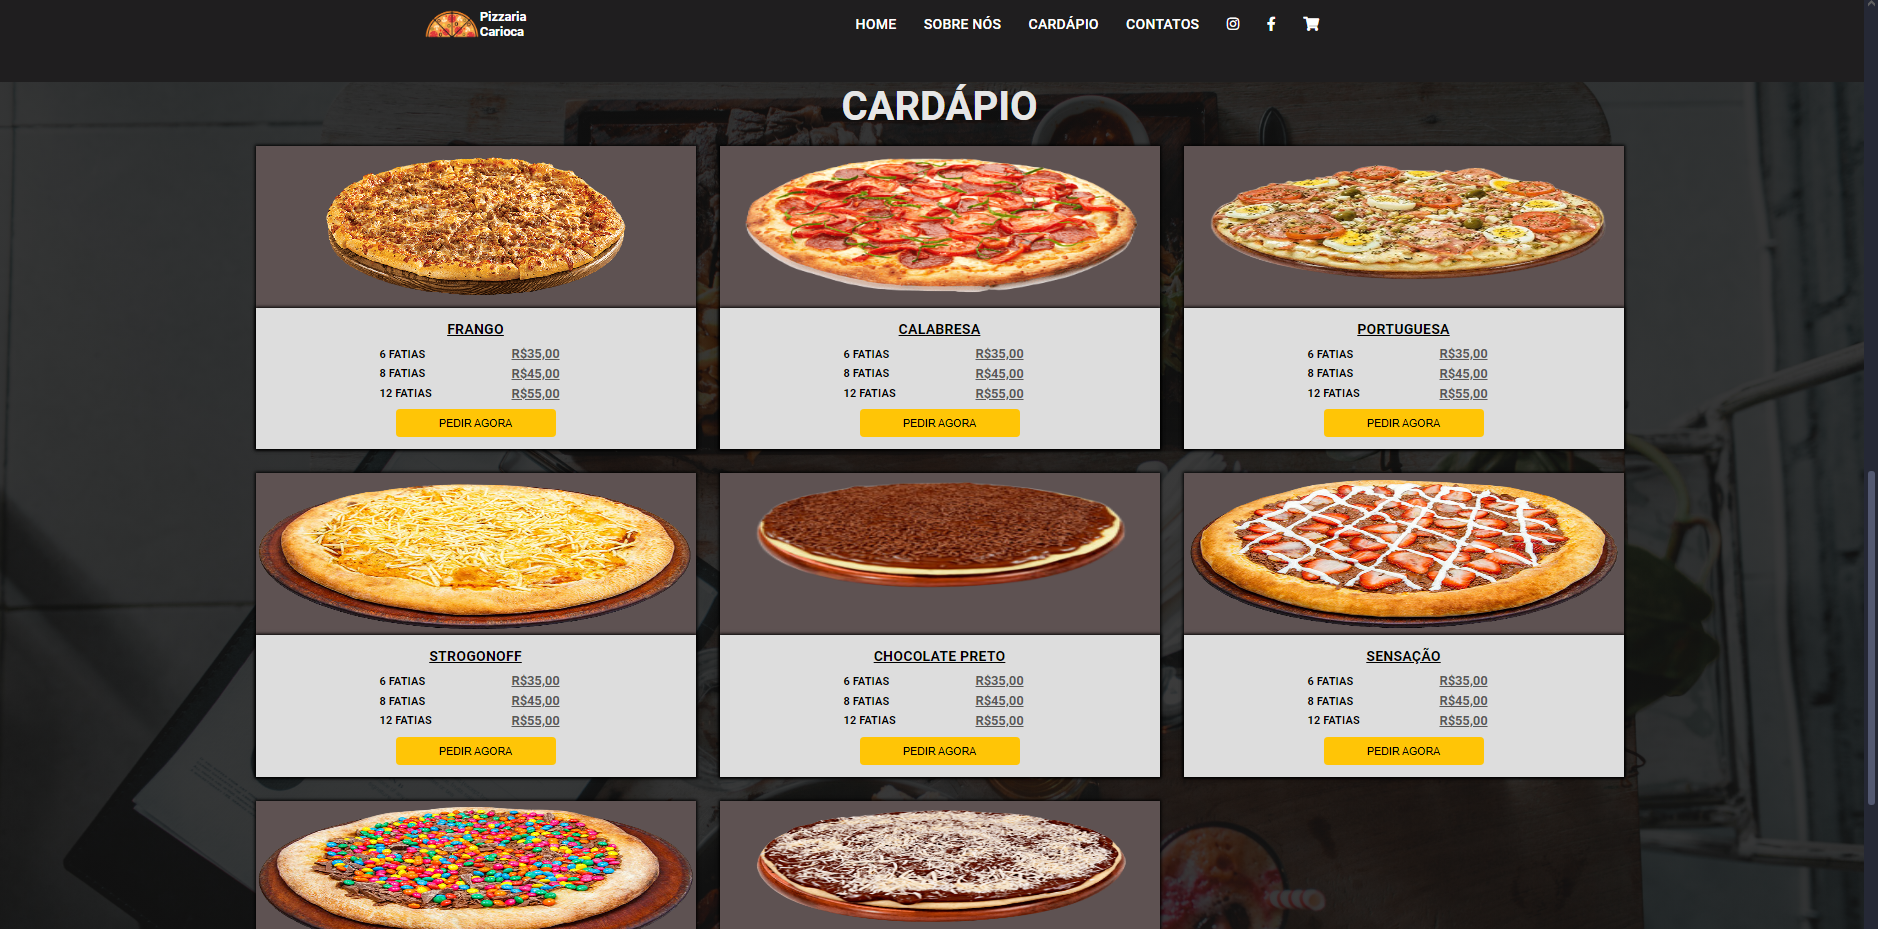 Pizzaria
Carioca
HOME SOBRE NÓS CARDÁPIO CONTATOS
CARDÁPIO
FRANGO
6 FATIAS R$35,00
8 FATIAS R$45,00
12 FATIAS R$55,00
PEDIR AGORA
CALABRESA
6 FATIAS R$35,00
8 FATIAS R$45,00
12 FATIAS R$55,00
PEDIR AGORA
PORTUGUESA
6 FATIAS R$35,00
8 FATIAS R$45,00
12 FATIAS R$55,00
PEDIR AGORA
STROGONOFF
6 FATIAS R$35,00
8 FATIAS R$45,00
12 FATIAS R$55,00
PEDIR AGORA
CHOCOLATE PRETO
6 FATIAS R$35,00
8 FATIAS R$45,00
12 FATIAS R$55,00
PEDIR AGORA
SENSAÇÃO
6 FATIAS R$35,00
8 FATIAS R$45,00
12 FATIAS R$55,00
PEDIR AGORA